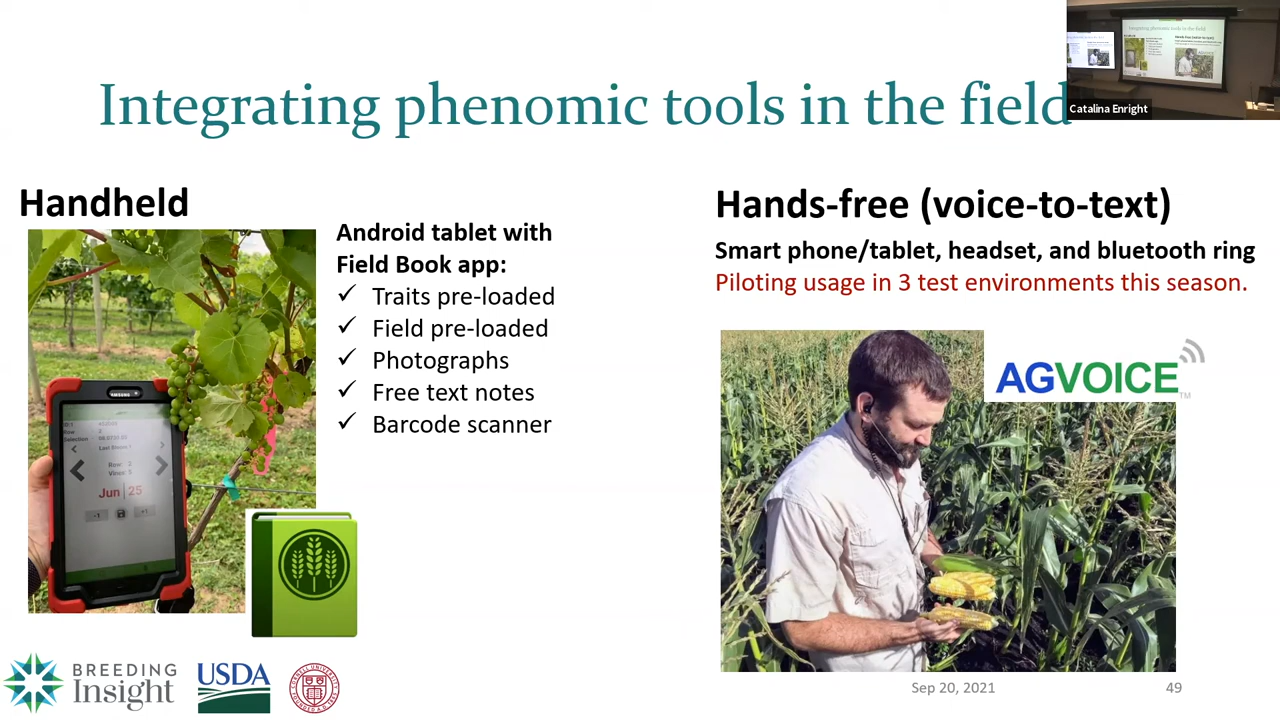 Integrating phenomic tools in the field
Catalina Enright
Handheld
Android tablet with
Field Book app:
✓ Traits pre-loaded
✓ Field pre-loaded
✓ Photographs
✓ Free text notes
✓ Barcode scanner
SAMSUNG
Jun 25
Hands-free (voice-to-text)
Smart phone/tablet, headset, and bluetooth ring
Piloting usage in 3 test environments this season.
AGVOICE
TM
BREEDING
Insight
USDA
Sep 20, 2021
49